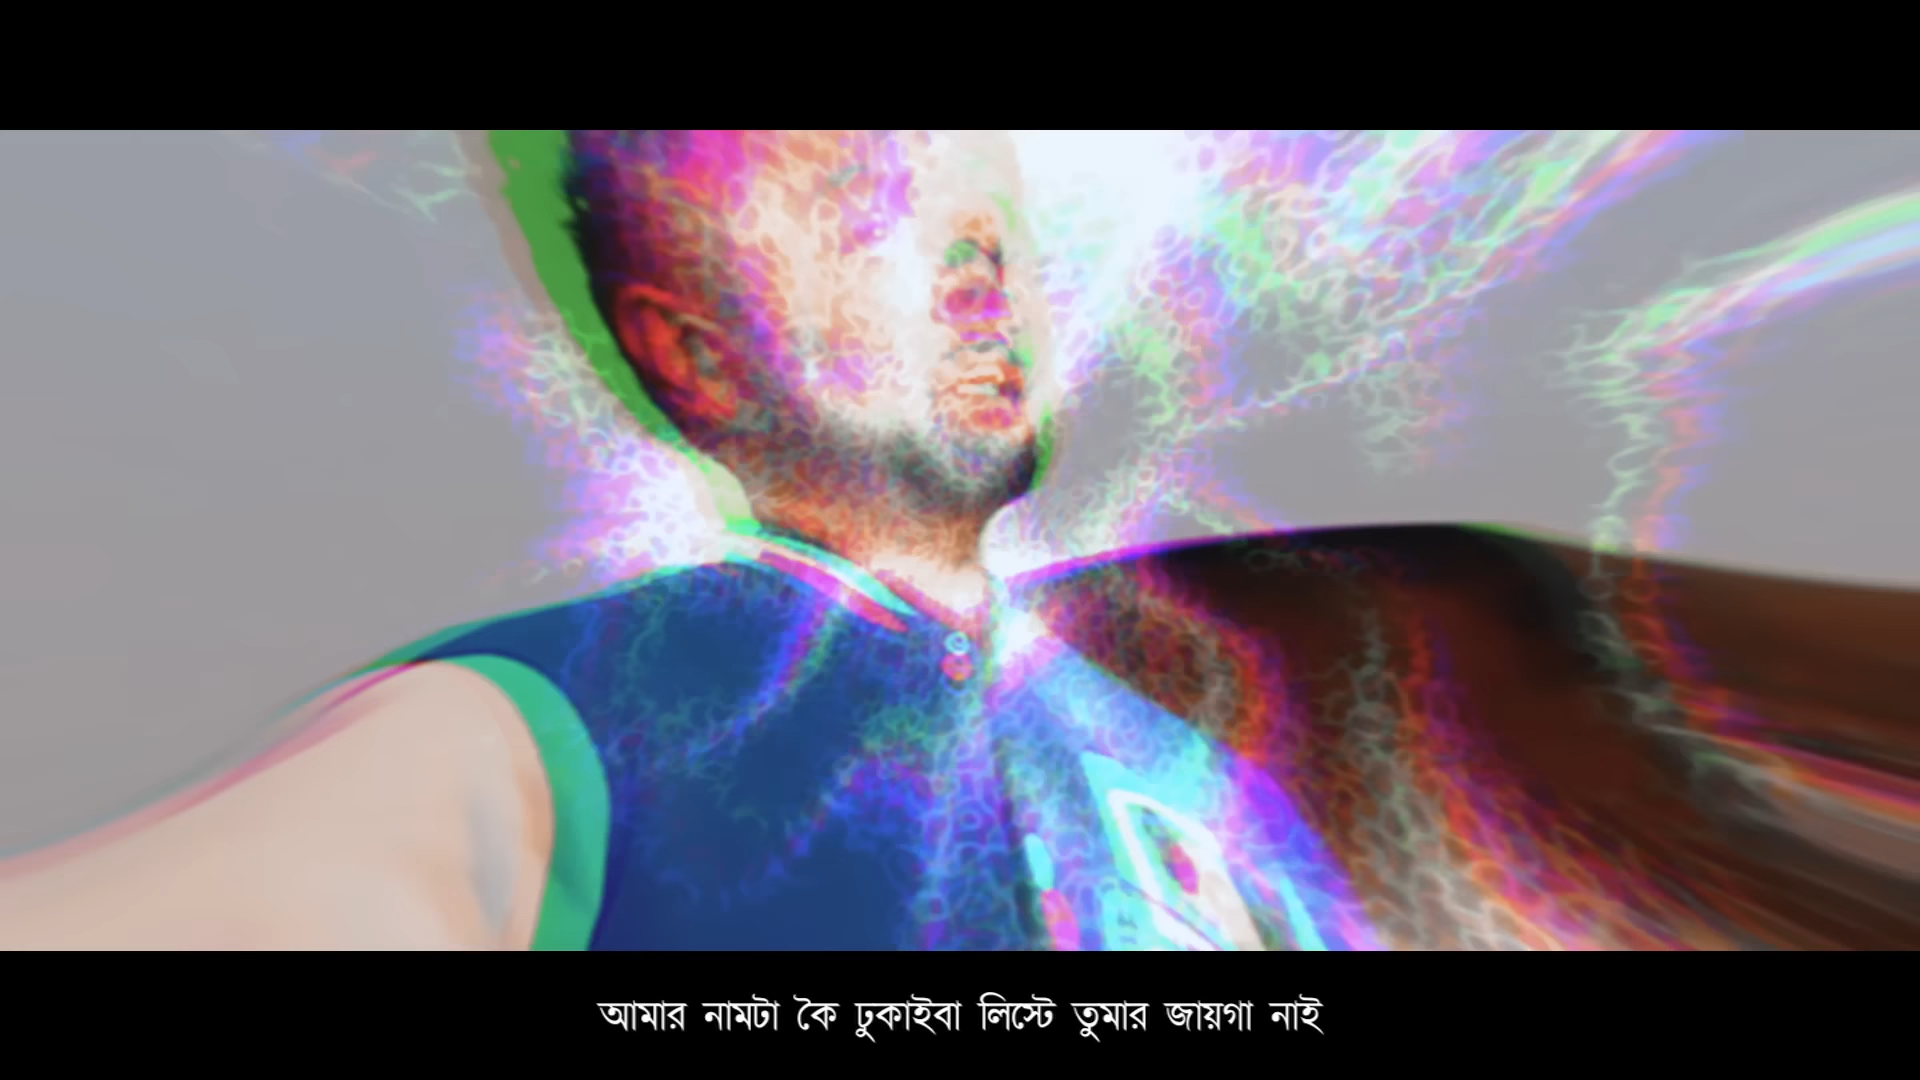 আমার নামটা কৈ ঢুকাইবা লিস্টে তুমার জায়গা নাই